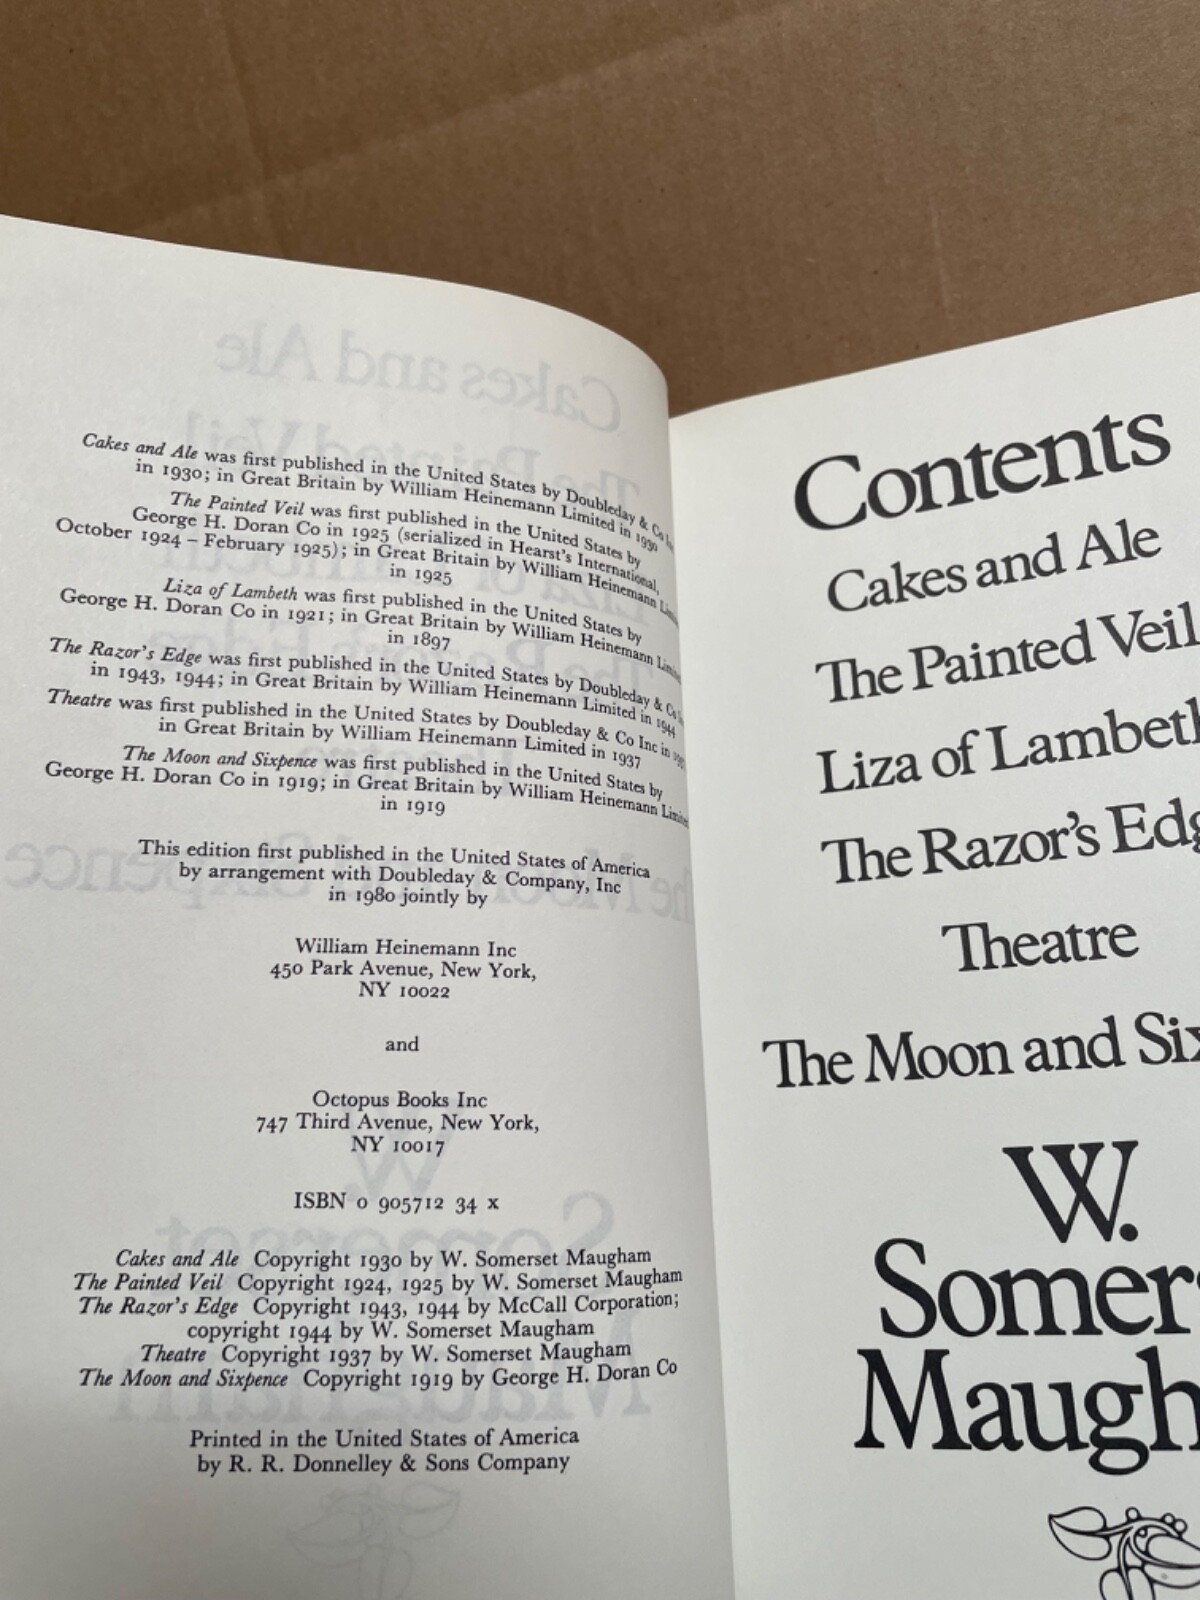 Cakes and Ale was first published in the United States by Doubleday & Co
in 1930; in Great Britain by William Heinemann Limited in 1930
The Painted Veil was first published in the United States by
George H. Doran Co in 1925 (serialized in Hearst's International,
October 1924 – February 1925); in Great Britain by William Heinemann
in 1925
Liza of Lambeth was first published in the United States by
George H. Doran Co in 1921; in Great Britain by William Heinemann
in 1897
The Razor's Edge was first published in the United States by Doubleday & Co
in 1943, 1944; in Great Britain by William Heinemann Limited in 1944
Theatre was first published in the United States by Doubleday & Co Inc in
in Great Britain by William Heinemann Limited in 1937
The Moon and Sixpence was first published in the United States by
George H. Doran Co in 1919; in Great Britain by William Heinemann
in 1919
This edition first published in the United States of America
by arrangement with Doubleday & Company, Inc
in 1980 jointly by
William Heinemann Inc
450 Park Avenue, New York,
NY 10022
and
Octopus Books Inc
747 Third Avenue, New York,
NY 10017
ISBN 0 905712 34 x
Cakes and Ale Copyright 1930 by W. Somerset Maugham
The Painted Veil Copyright 1924, 1925 by W. Somerset Maugham
The Razor's Edge Copyright 1943, 1944 by McCall Corporation;
copyright 1944 by W. Somerset Maugham
Theatre Copyright 1937 by W. Somerset Maugham
The Moon and Sixpence Copyright 1919 by George H. Doran Co
Printed in the United States of America
by R. R. Donnelley & Sons Company
Contents
Cakes and Ale
The Painted Veil
Liza of Lambeth
The Razor's Edg
Theatre
The Moon and Six
W.
Somers
Maugh